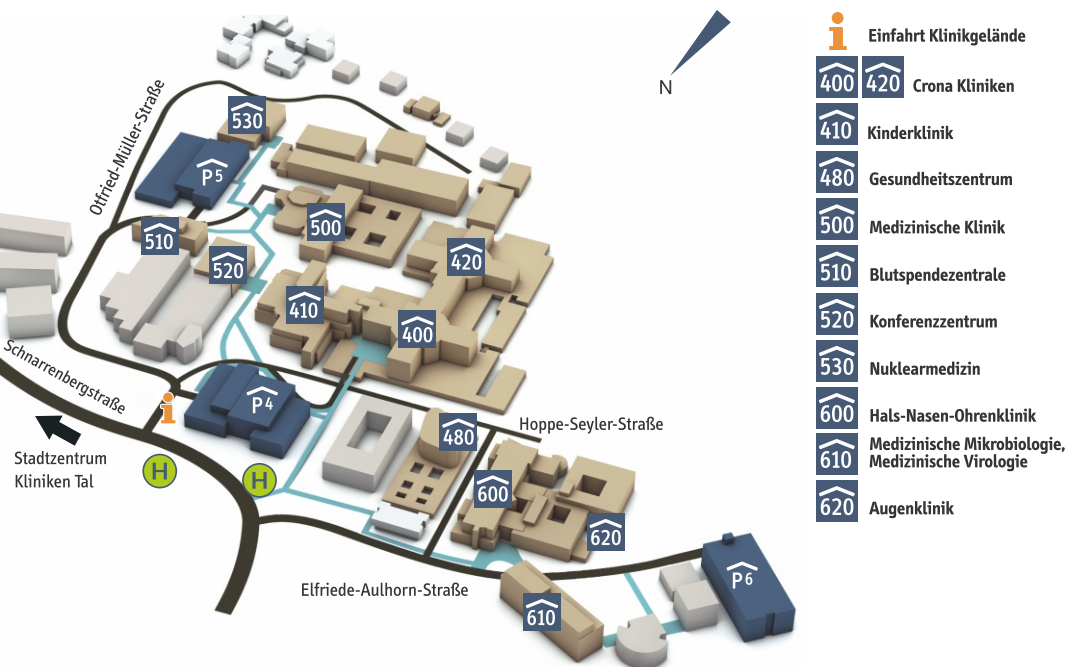 Otfried-Müller-Straße
530
P5
510
520
500
420
410
400
N
Schnarrenbergstraße
i
P4
Stadtzentrum
Kliniken Tal
H
H
480
Hoppe-Seyler-Straße
600
620
Elfriede-Aulhorn-Straße
610
P6
i Einfahrt Klinikgelände
400 420 Crona Kliniken
410 Kinderklinik
480 Gesundheitszentrum
500 Medizinische Klinik
510 Blutspendezentrale
520 Konferenzzentrum
530 Nuklearmedizin
600 Hals-Nasen-Ohrenklinik
610 Medizinische Mikrobiologie,
Medizinische Virologie
620 Augenklinik